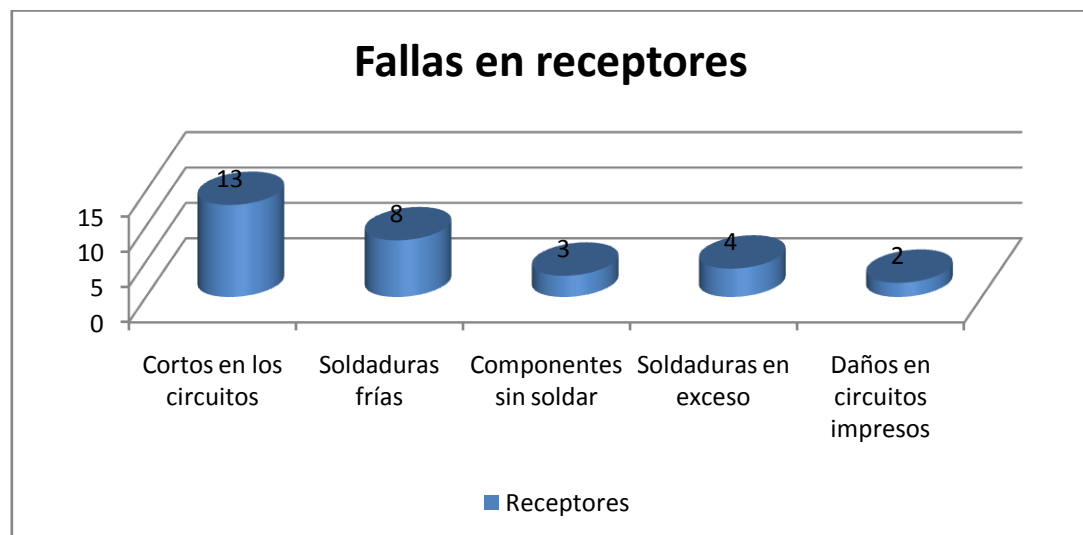 Fallas en receptores
13
8
3
4
2
15
10
5
0
Cortos en los
circuitos
Soldaduras
frías
Componentes
sin soldar
Soldaduras en
exceso
Daños en
circuitos
impresos
Receptores